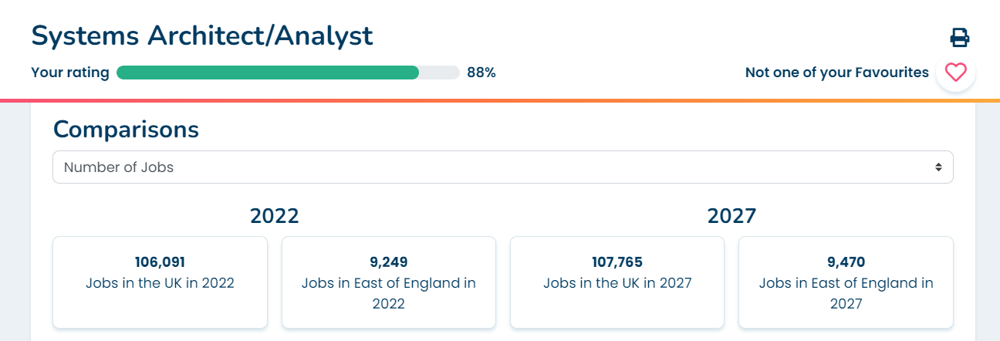 Systems Architect/Analyst
Your rating 88% Not one of your Favourites
Comparisons
Number of Jobs
2022 2027
106,091 9,249 107,765 9,470
Jobs in the UK in 2022 Jobs in East of England in Jobs in the UK in 2027 Jobs in East of England in
2022 2027